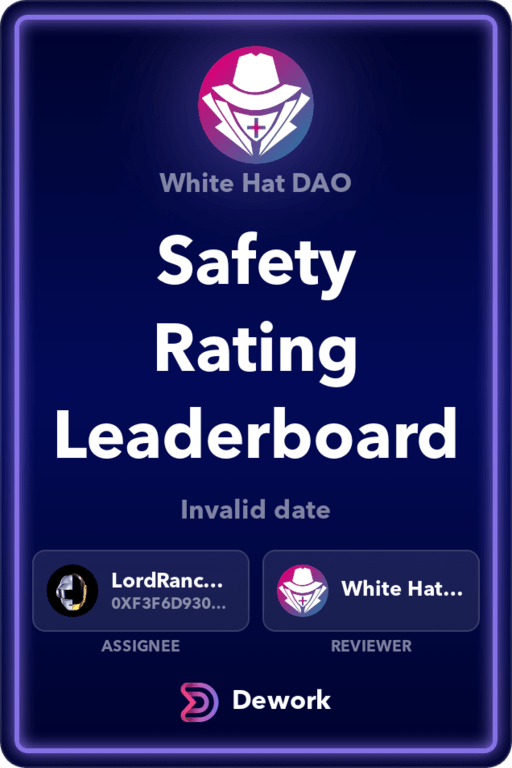 White Hat DAO
Safety
Rating
Leaderboard
Invalid date
LordRanc...
0XF3F6D930...
White Hat...
ASSIGNEE
REVIEWER
Dework